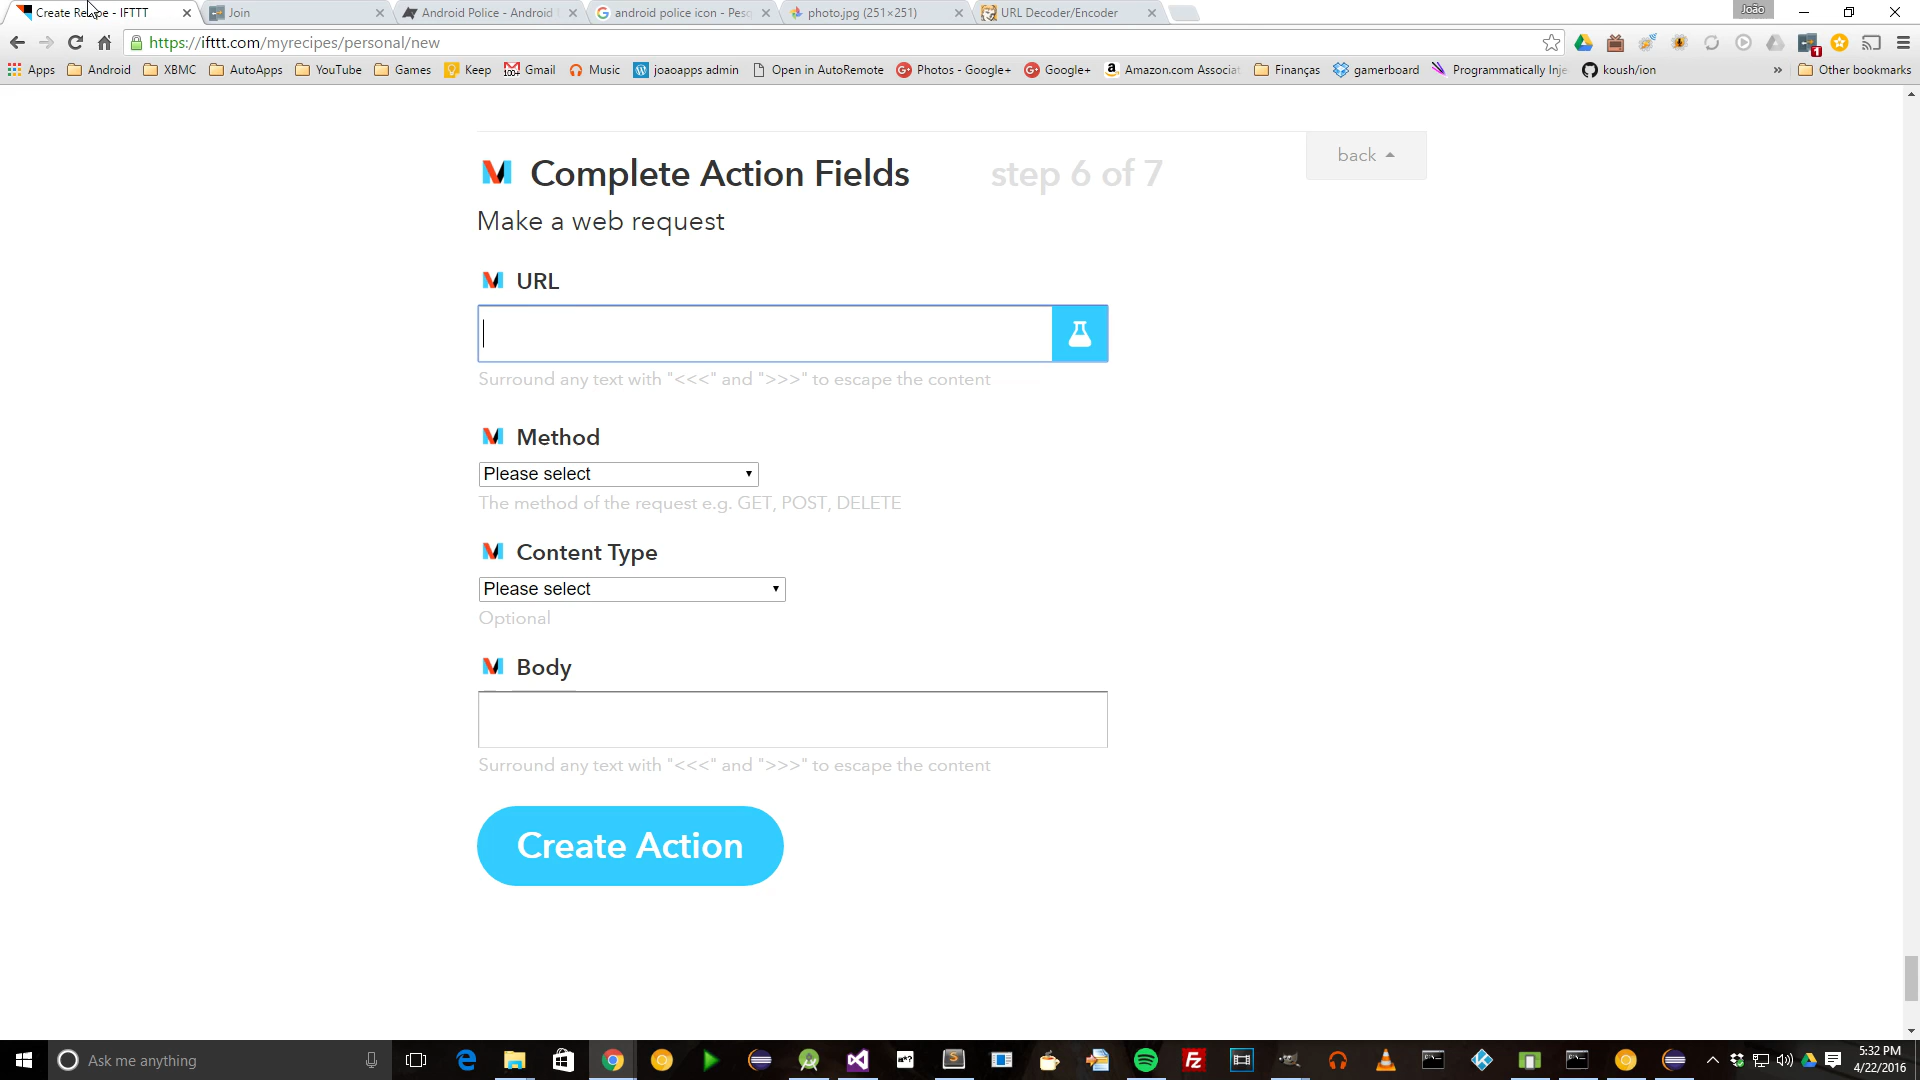 Create Recipe - IFTTT
Join
Android Police - Android
android police icon - Pesq
photo.jpg (251×251)
URL Decoder/Encoder
João
https://ifttt.com/myrecipes/personal/new
Apps
Android
XBMC
AutoApps
YouTube
Games
Keep
Gmail
Music
joaoapps admin
Open in AutoRemote
Photos - Google+
Google+
Amazon.com Associat
Finanças
gamerboard
Programmatically Inje
koush/ion
»
Other bookmarks
Complete Action Fields
step 6 of 7
back
Make a web request
URL
Surround any text with "<<<" and ">>>" to escape the content
Method
Please select
The method of the request e.g. GET, POST, DELETE
Content Type
Please select
Optional
Body
Surround any text with "<<<" and ">>>" to escape the content
Create Action
Ask me anything
5:32 PM
4/22/2016